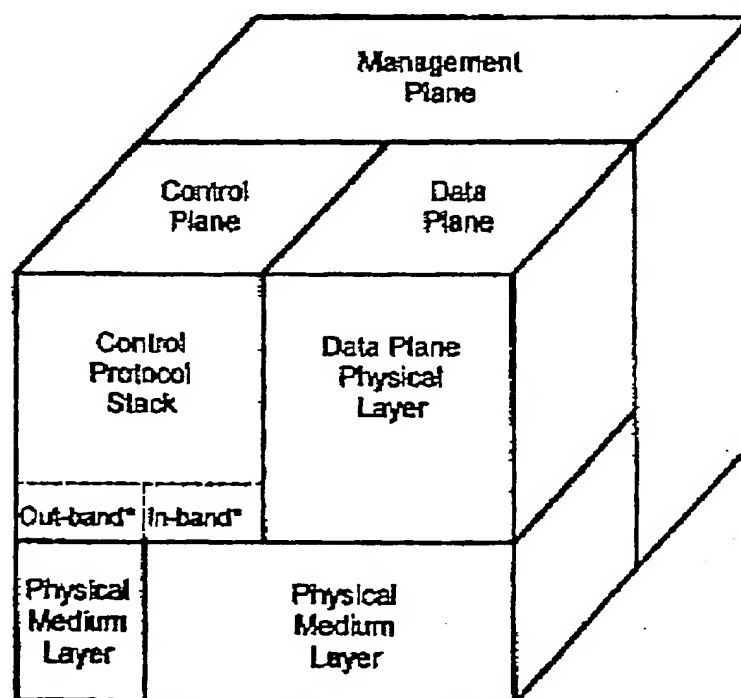 Management
Plane
Control
Plane
Data
Plane
Control
Protocol
Stack
Data Plane
Physical
Layer
Out-band*
In-band*
Physical
Medium
Layer
Physical
Medium
Layer